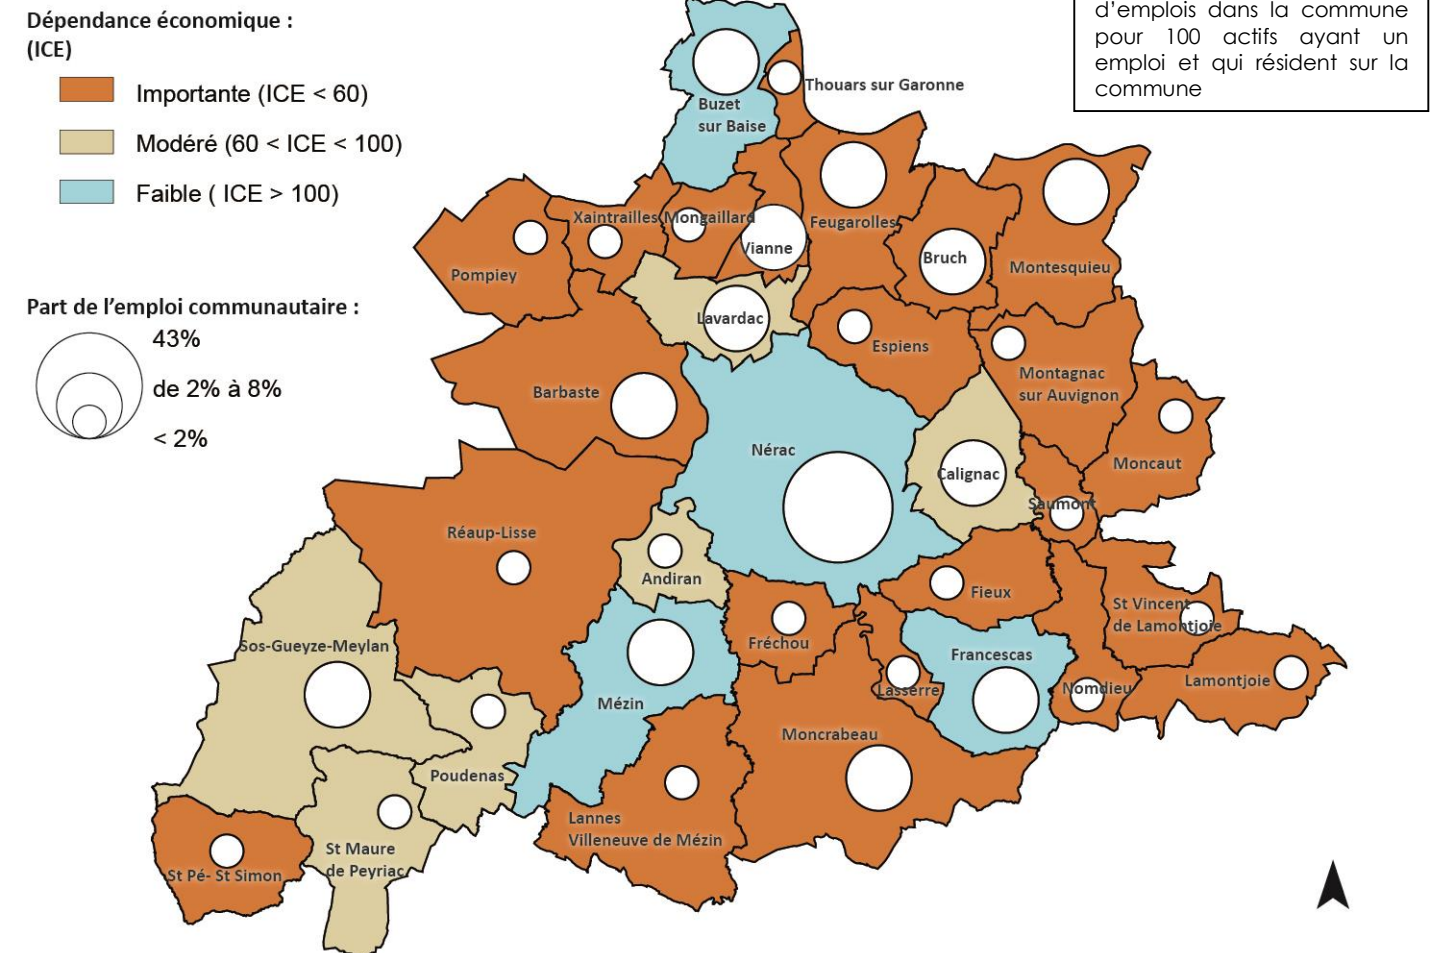 Dépendance économique :
(ICE)
Importante (ICE < 60)
Modéré (60 < ICE < 100)
Faible ( ICE > 100)
Part de l’emploi communautaire :
43%
de 2% à 8%
< 2%
d’emplois dans la commune
pour 100 actifs ayant un
emploi et qui résident sur la
commune
Thouars sur Garonne
Buzet
sur Baise
Xaintrailles
Mongaillard
Feugarolles
Vianne
Bruch
Montesquieu
Pompiey
Lavardac
Espiens
Montagnac
sur Auvignon
Barbaste
Nérac
Calignac
Moncaut
Saumont
Réaup-Lisse
Andiran
Fieux
St Vincent
de Lamontjoie
Sos-Gueyze-Meylan
Fréchou
Francescas
Lasserre
Nomdieu
Lamontjoie
Mézin
Moncrabeau
Poudenas
Lannes
Villeneuve de Mézin
St Maure
de Peyriac
St Pé- St Simon